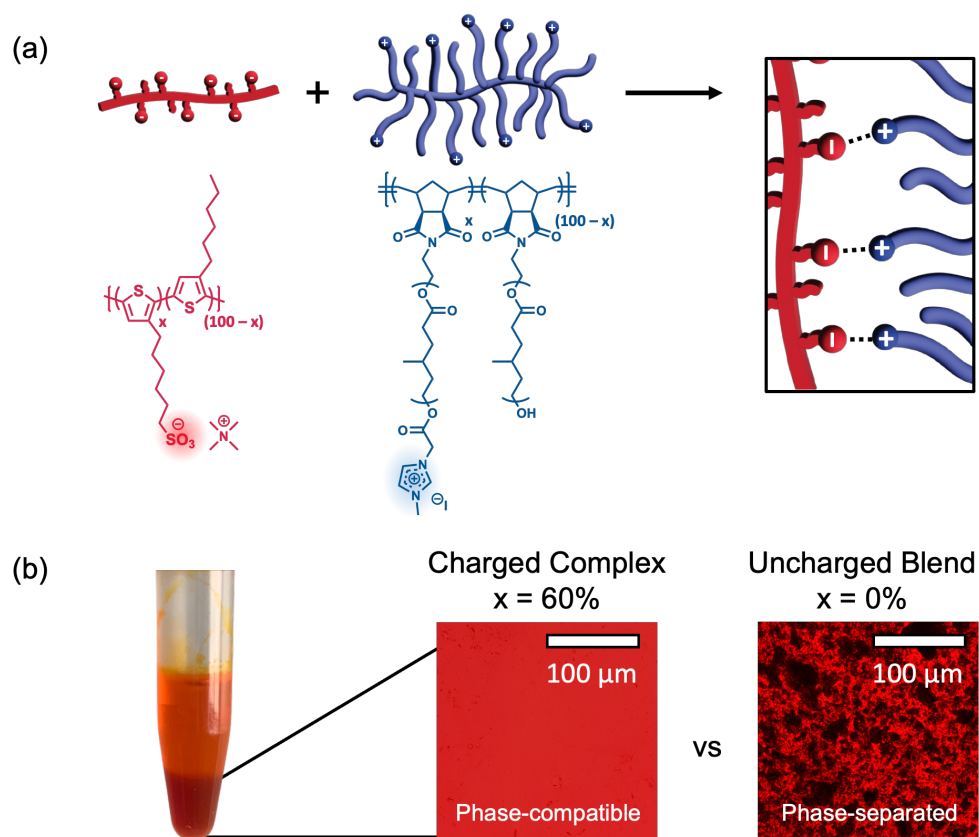 (a)
+
− + 
− +
− +
S
S
x
(100 – x)
⊖
SO3
⊕
N
x
(100 – x)
O
N
O
O
N
O
O
O
O
O
O
OH
O
N
⊕
N
⊖I
(b)
Charged Complex
x = 60%
Uncharged Blend
x = 0%
100 µm
100 µm
vs
Phase-compatible
Phase-separated